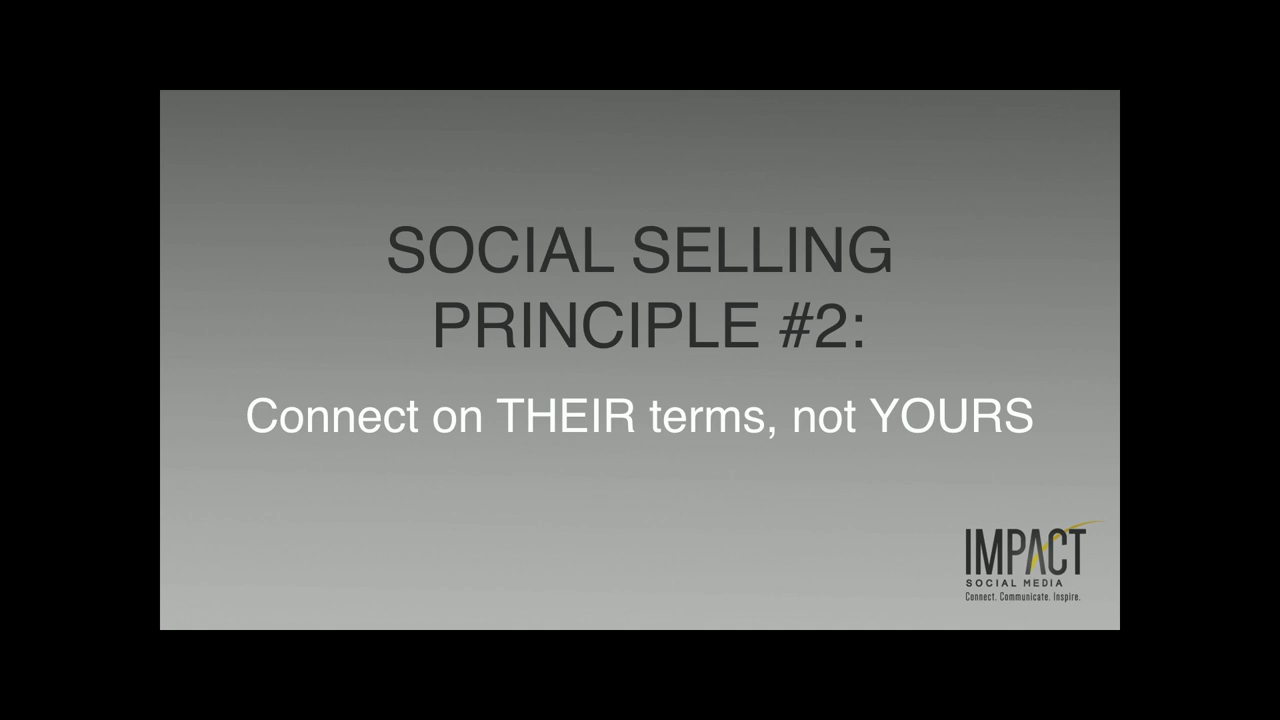 SOCIAL SELLING
PRINCIPLE #2:
Connect on THEIR terms, not YOURS
IMPACT
SOCIAL MEDIA
Connect. Communicate. Inspire.